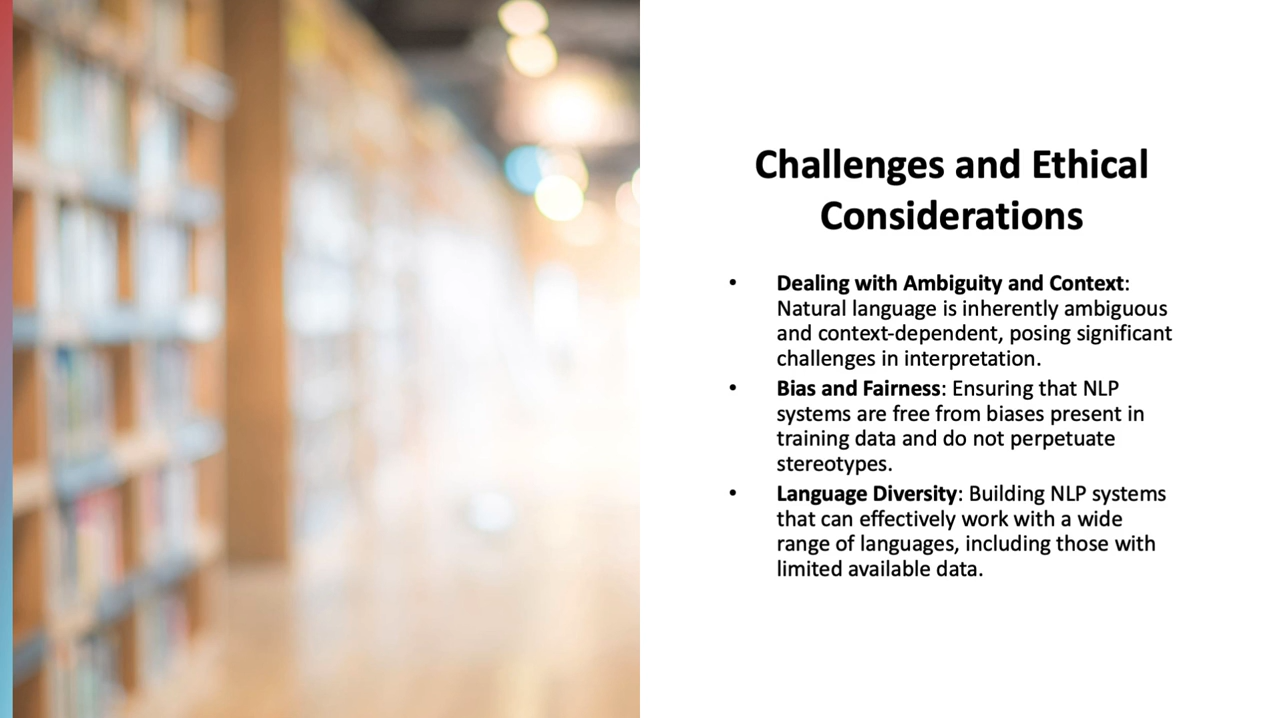 Challenges and Ethical
Considerations
• Dealing with Ambiguity and Context:
Natural language is inherently ambiguous
and context-dependent, posing significant
challenges in interpretation.
• Bias and Fairness: Ensuring that NLP
systems are free from biases present in
training data and do not perpetuate
stereotypes.
• Language Diversity: Building NLP systems
that can effectively work with a wide
range of languages, including those with
limited available data.